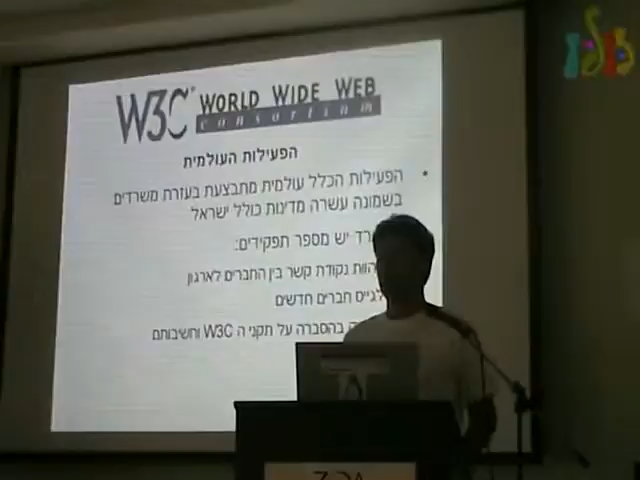 W3C® WORLD WIDE WEB
consortium
הפעילות העולמית
• הפעילות הכלל עולמית מתבצעת בעזרת משרדים
בשמונה עשרה מדינות כולל ישראל
יש מספר תפקידים:
נקודת קשר בין החברים לארגון
לגייס חברים חדשים
בהסברה על תקני ה W3C וחשיבותם